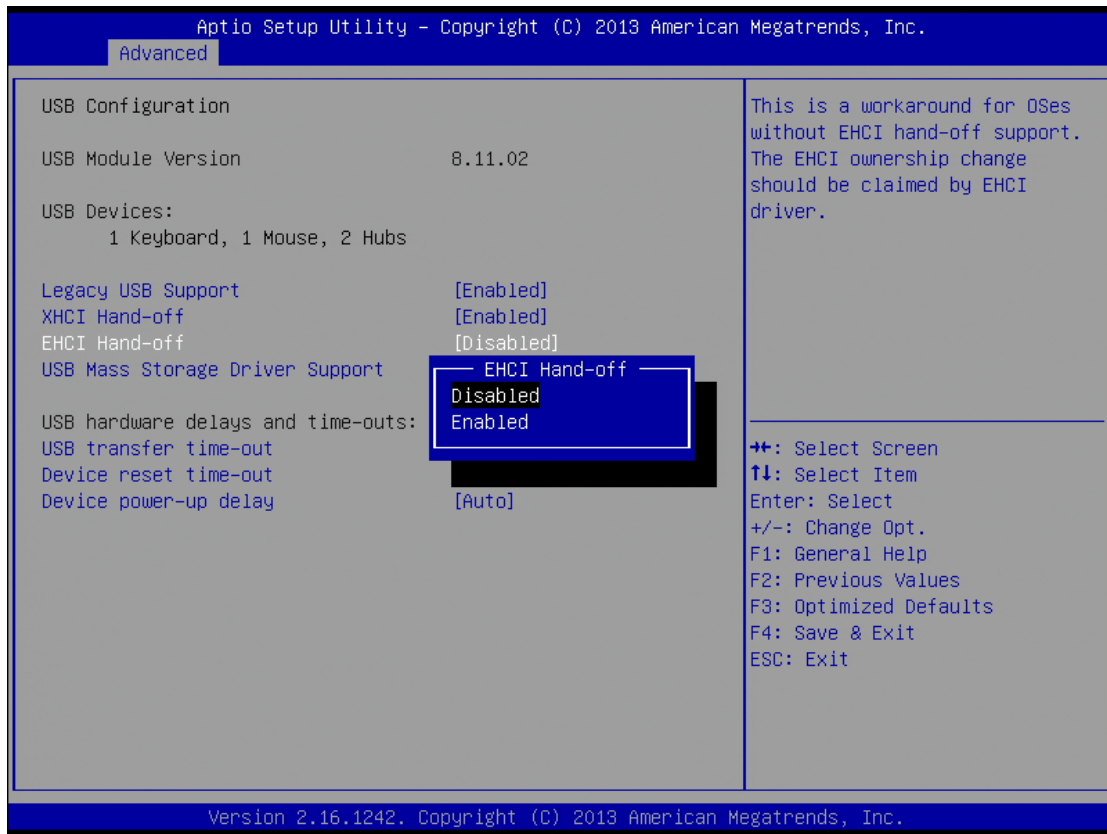 Aptio Setup Utility – Copyright (C) 2013 American Megatrends, Inc.
Advanced
USB Configuration
USB Module Version 8.11.02
USB Devices:
1 Keyboard, 1 Mouse, 2 Hubs
Legacy USB Support [Enabled]
XHCI Hand-off [Enabled]
EHCI Hand-off [Disabled]
USB Mass Storage Driver Support
USB hardware delays and time-outs:
USB transfer time-out
Device reset time-out
Device power-up delay [Auto]
EHCI Hand-off
Disabled
Enabled
This is a workaround for OSes
without EHCI hand-off support.
The EHCI ownership change
should be claimed by EHCI
driver.
→←: Select Screen
↑↓: Select Item
Enter: Select
+/-: Change Opt.
F1: General Help
F2: Previous Values
F3: Optimized Defaults
F4: Save & Exit
ESC: Exit
Version 2.16.1242. Copyright (C) 2013 American Megatrends, Inc.